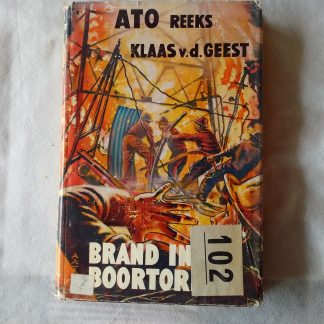 ATO REEKS
KLAAS v.d. GEEST
BRAND IN
BOORTOR
102